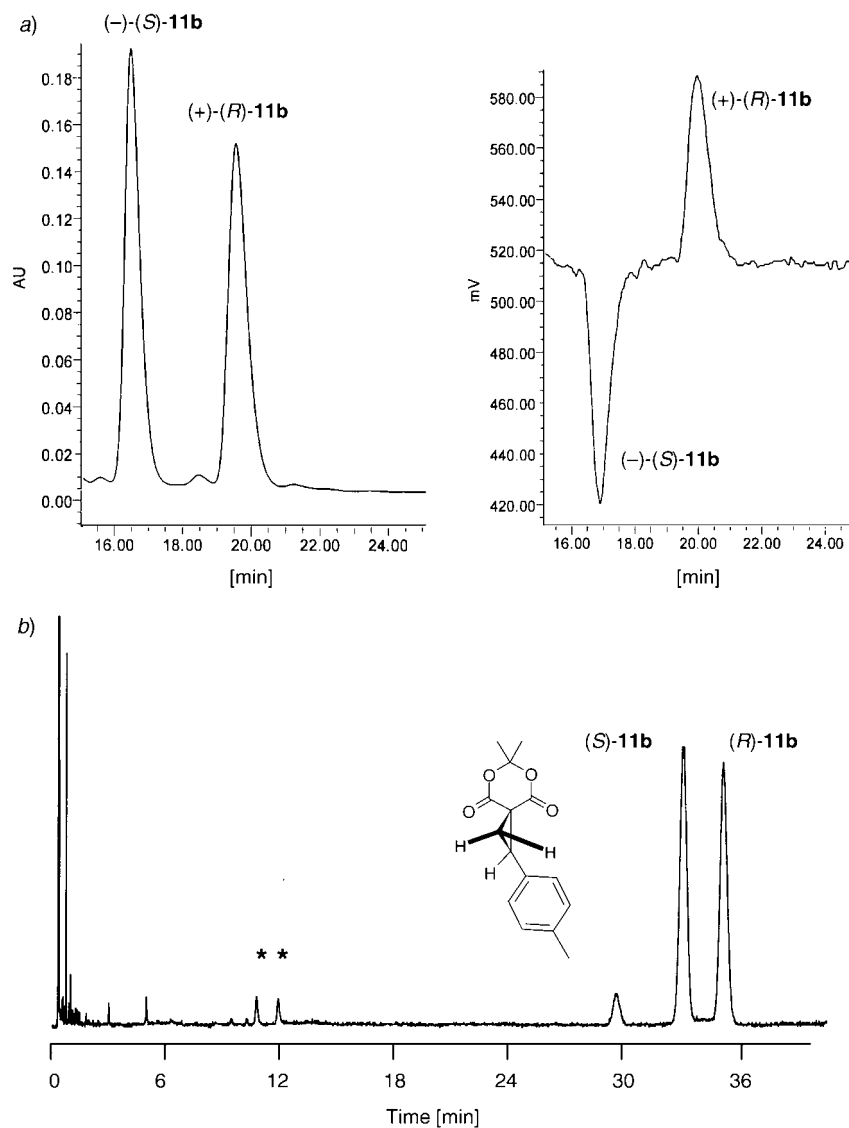 a)
(–)-(S)-11b
(+)-(R)-11b
0.18
0.16
0.14
0.12
0.10
0.08
0.06
0.04
0.02
0.00
AU
16.00 18.00 20.00 22.00 24.00
[min]
(+)-(R)-11b
(–)-(S)-11b
580.00
560.00
540.00
520.00
500.00
480.00
460.00
440.00
420.00
mV
16.00 18.00 20.00 22.00 24.00
[min]
b)
(S)-11b
(R)-11b
O O
O O
H H
H
* *
0 6 12 18 24 30 36
Time [min]